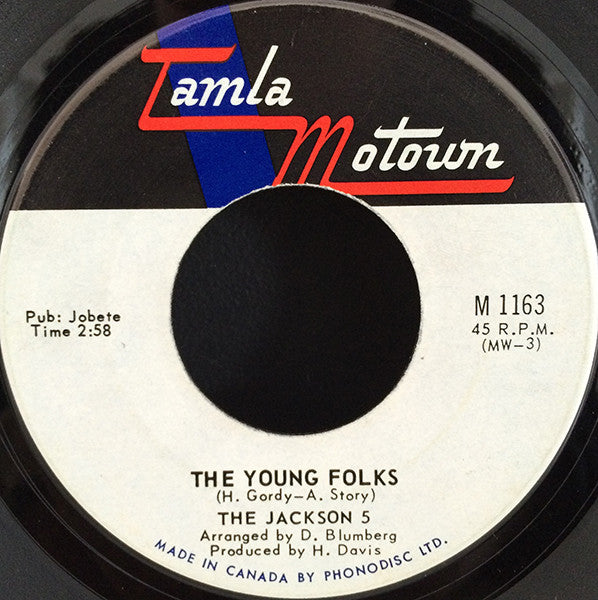 Tamla
Motown
Pub: Jobete
Time 2:58
M 1163
45 R.P.M.
(MW-3)
THE YOUNG FOLKS
(H. Gordy-A. Story)
THE JACKSON 5
Arranged by D. Blumberg
Produced by H. Davis
MADE IN CANADA BY PHONODISC LTD.